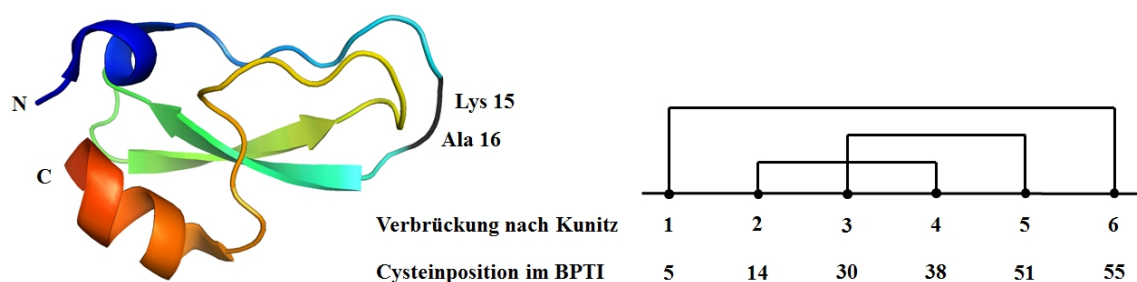 N
Lys 15
Ala 16
C
Verbrückung nach Kunitz 1 2 3 4 5 6
Cysteinposition im BPTI 5 14 30 38 51 55